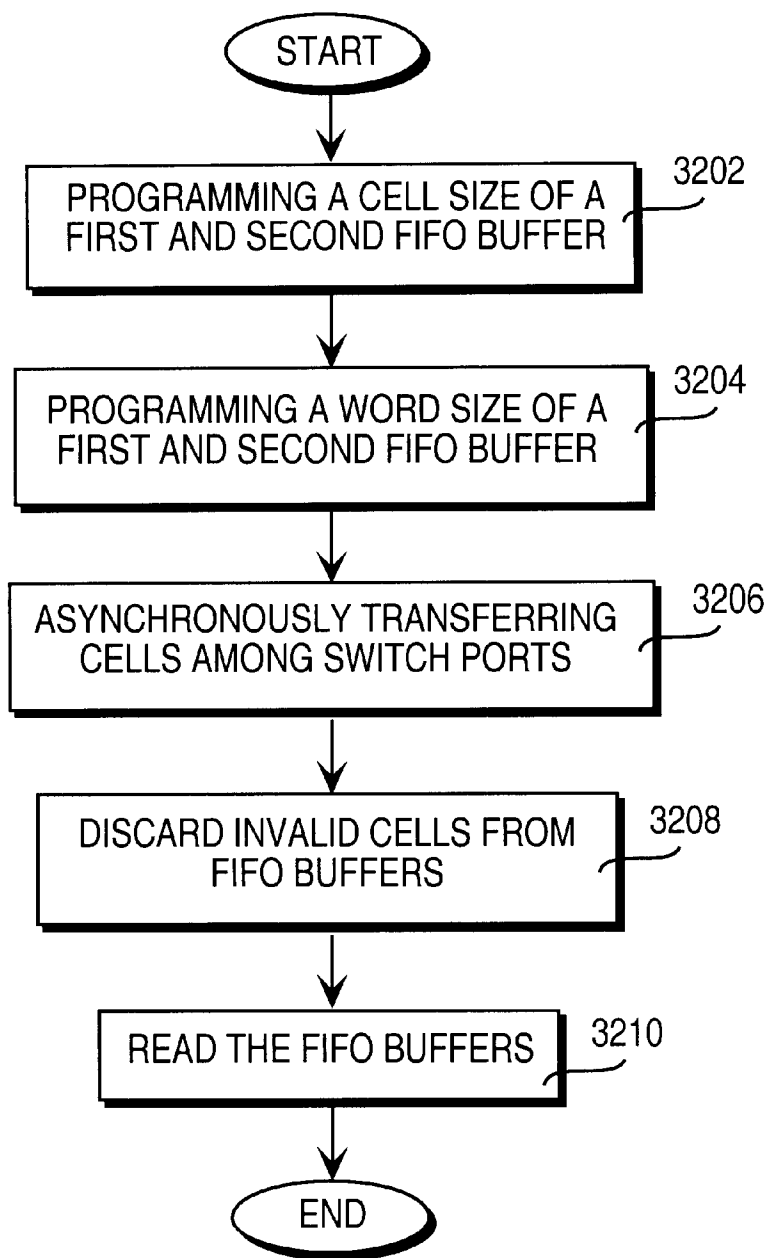 START
PROGRAMMING A CELL SIZE OF A
FIRST AND SECOND FIFO BUFFER
3202
PROGRAMMING A WORD SIZE OF A
FIRST AND SECOND FIFO BUFFER
3204
ASYNCHRONOUSLY TRANSFERRING
CELLS AMONG SWITCH PORTS
3206
DISCARD INVALID CELLS FROM
FIFO BUFFERS
3208
READ THE FIFO BUFFERS
3210
END